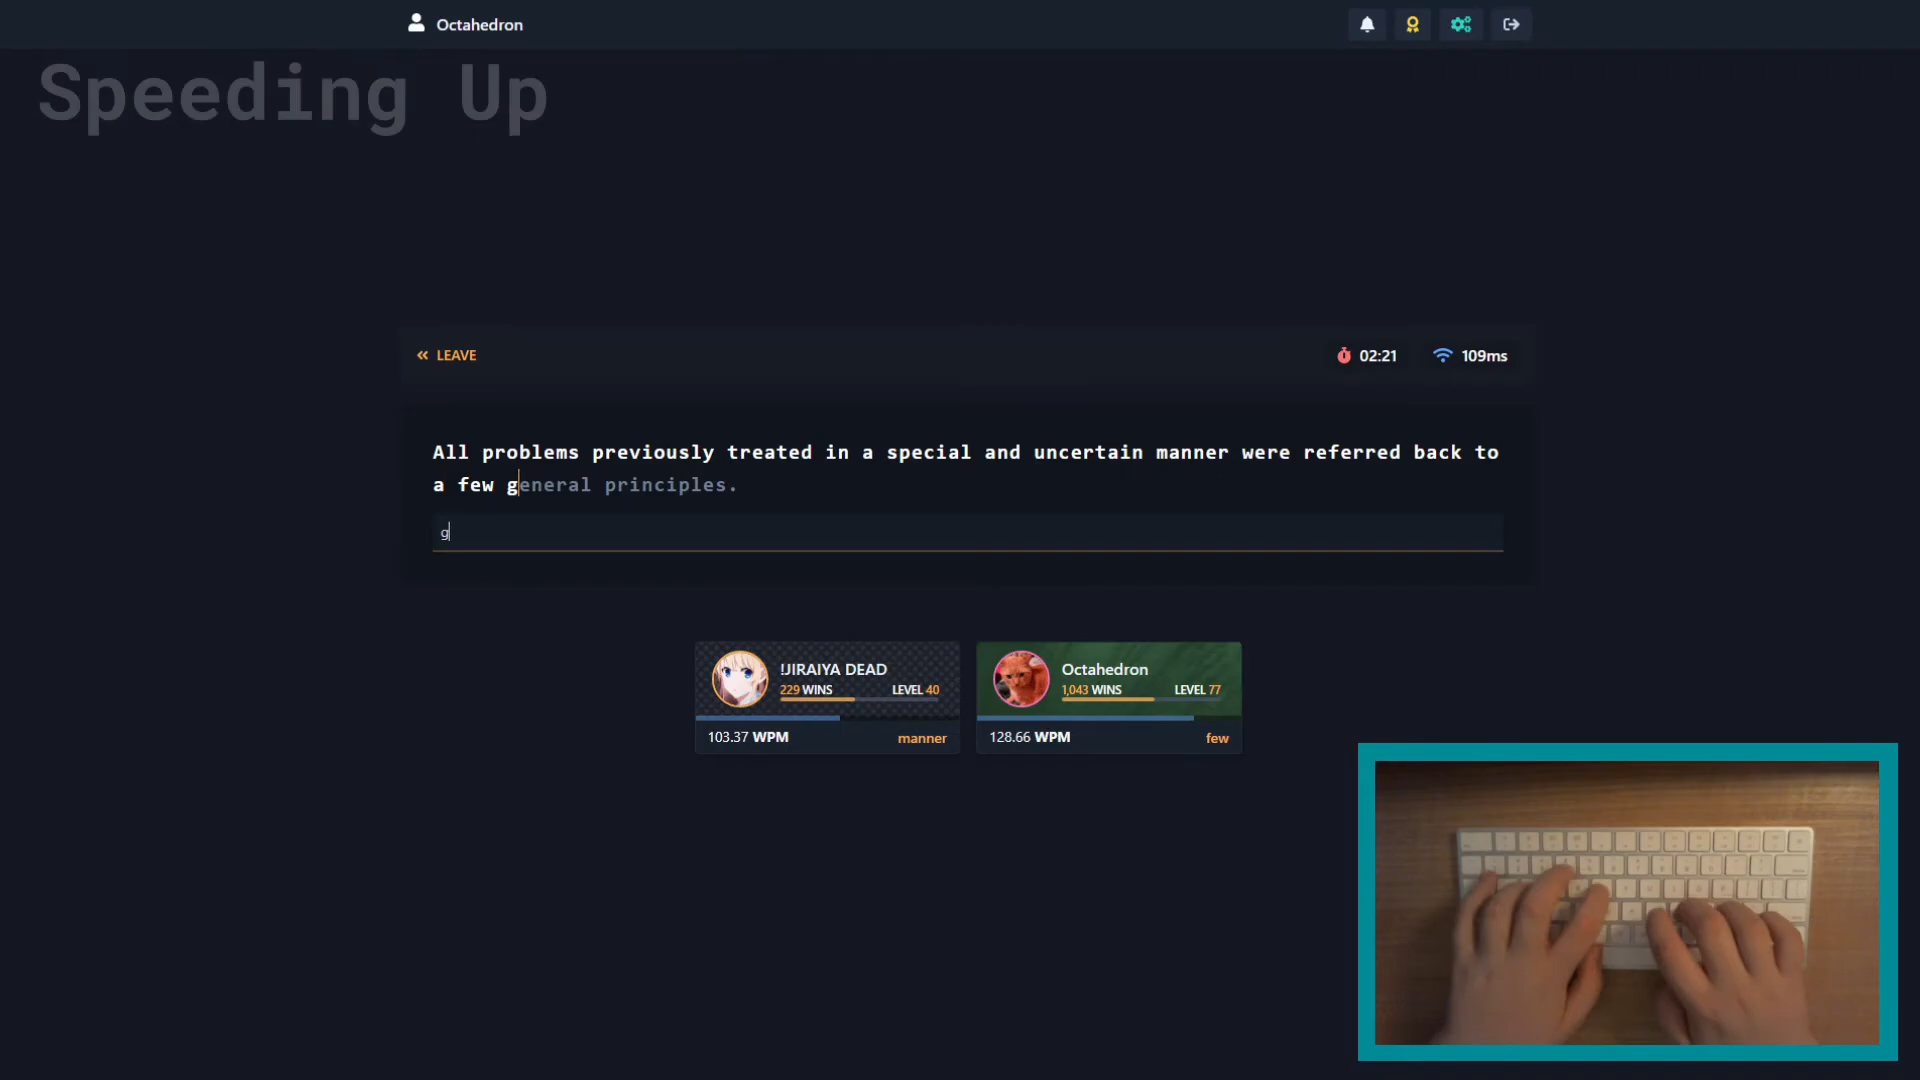 Octahedron
Speeding Up
LEAVE
02:21
109ms
All problems previously treated in a special and uncertain manner were referred back to
a few general principles.
g
!JIRAIYA DEAD
229 WINS
LEVEL 40
103.37 WPM
manner
Octahedron
1,043 WINS
LEVEL 77
128.66 WPM
few